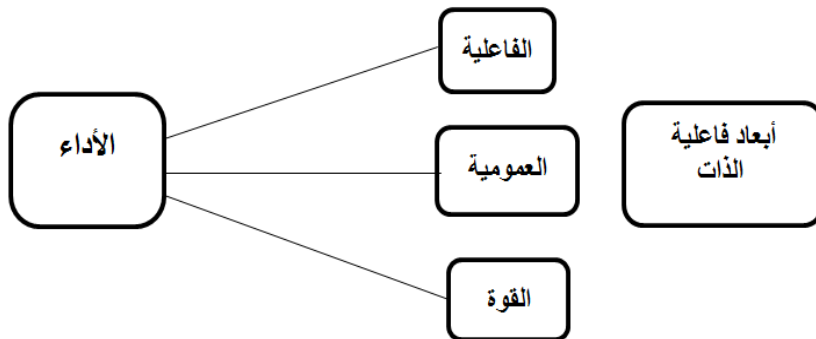 أبعاد فاعلية
الذات
الفاعلية
العمومية
القوة
الأداء